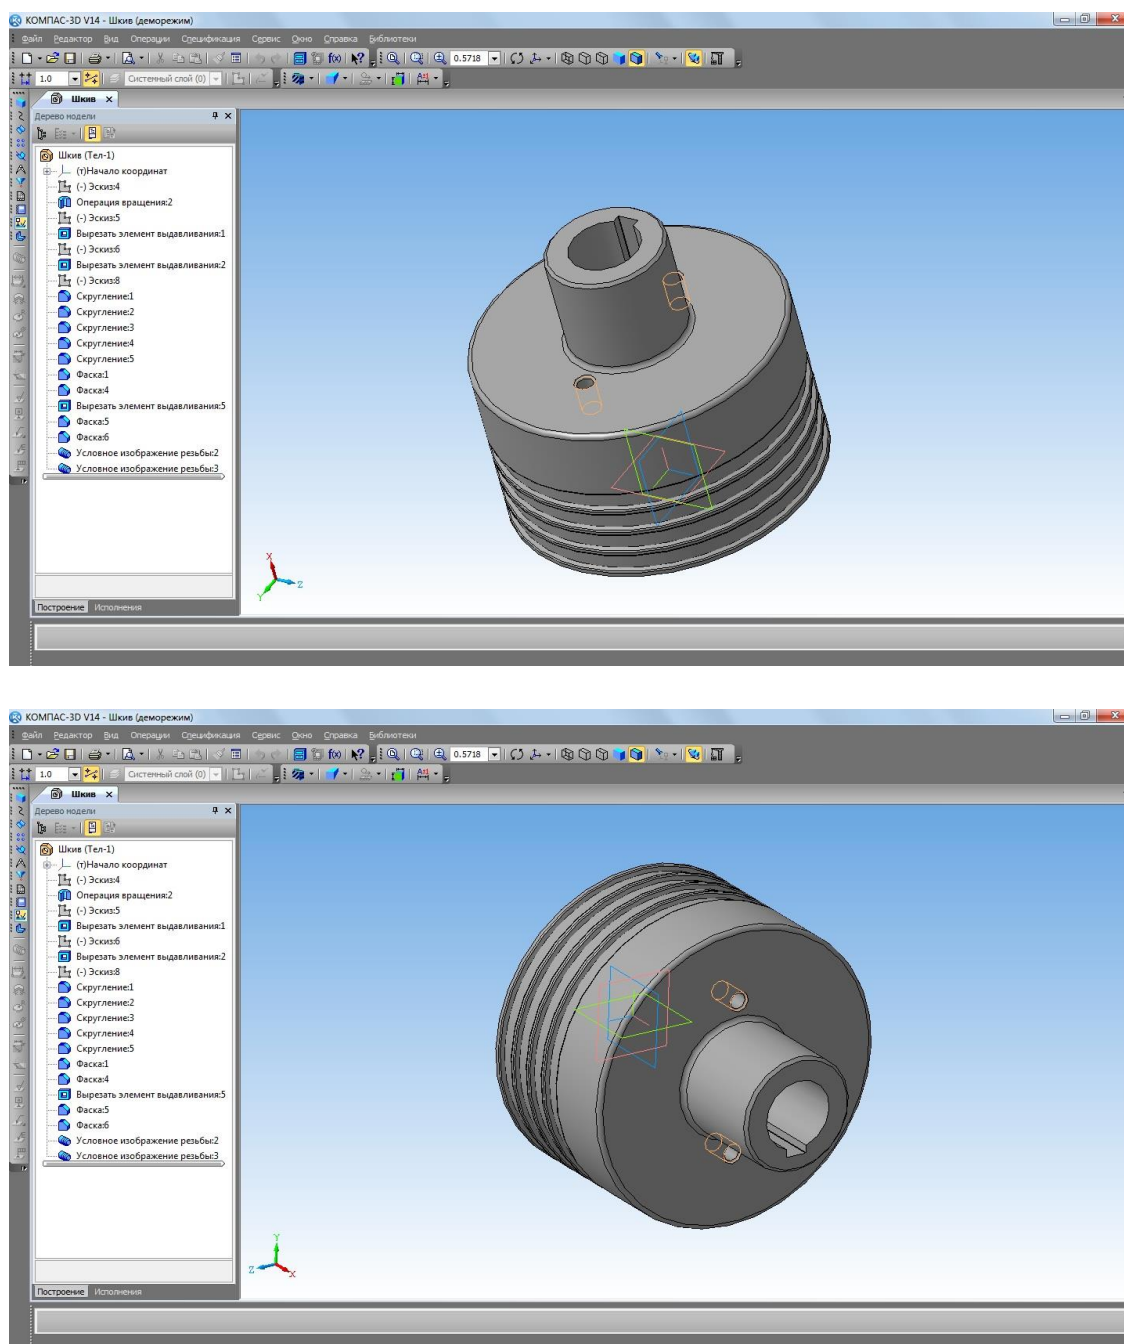 КОМПАС-3D V14 - Шкив (деморежим)
Файл Редактор Вид Операции Спецификация Сервис Окно Справка Библиотеки
f(x) 0.5718
1.0 Системный слой (0)
Шкив
Дерево модели
Шкив (Тел-1)
(т)Начало координат
(-) Эскиз:4
Операция вращения:2
(-) Эскиз:5
Вырезать элемент выдавливания:1
(-) Эскиз:6
Вырезать элемент выдавливания:2
(-) Эскиз:8
Скругление:1
Скругление:2
Скругление:3
Скругление:4
Скругление:5
Фаска:1
Фаска:4
Вырезать элемент выдавливания:5
Фаска:5
Фаска:6
Условное изображение резьбы:2
Условное изображение резьбы:3
X
Z
Y
Построение Исполнения
КОМПАС-3D V14 - Шкив (деморежим)
Файл Редактор Вид Операции Спецификация Сервис Окно Справка Библиотеки
f(x) 0.5718
1.0 Системный слой (0)
Шкив
Дерево модели
Шкив (Тел-1)
(т)Начало координат
(-) Эскиз:4
Операция вращения:2
(-) Эскиз:5
Вырезать элемент выдавливания:1
(-) Эскиз:6
Вырезать элемент выдавливания:2
(-) Эскиз:8
Скругление:1
Скругление:2
Скругление:3
Скругление:4
Скругление:5
Фаска:1
Фаска:4
Вырезать элемент выдавливания:5
Фаска:5
Фаска:6
Условное изображение резьбы:2
Условное изображение резьбы:3
Y
Z
X
Построение Исполнения